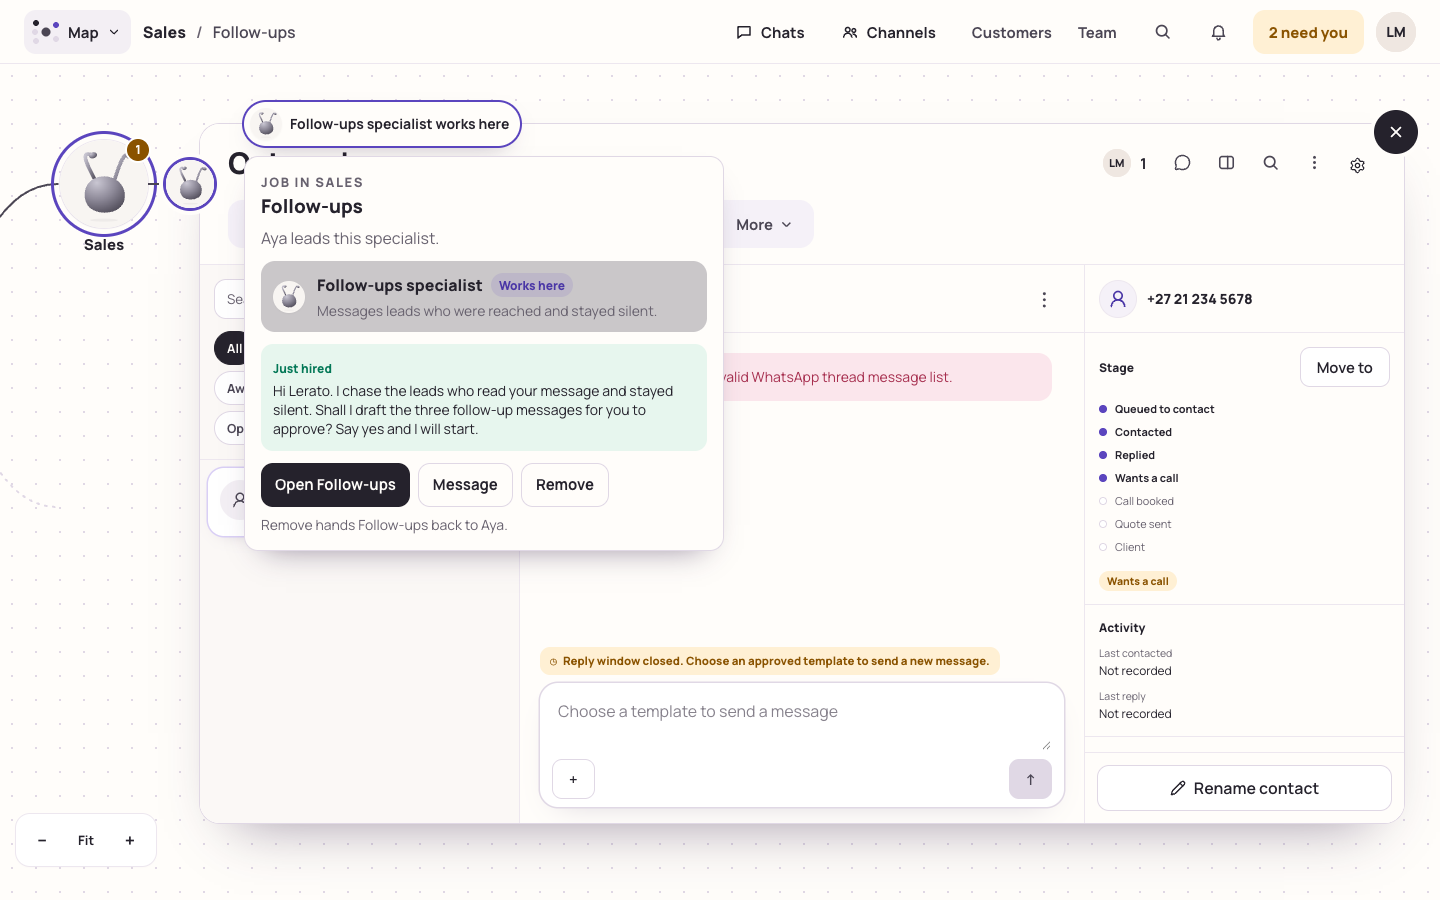 Map
Sales / Follow-ups
Chats
Channels
Customers
Team
2 need you
LM
Follow-ups specialist works here
1
Sales
LM 1
JOB IN SALES
Follow-ups
Aya leads this specialist.
Follow-ups specialist Works here
Messages leads who were reached and stayed silent.
Just hired
Hi Lerato. I chase the leads who read your message and stayed
silent. Shall I draft the three follow-up messages for you to
approve? Say yes and I will start.
Open Follow-ups
Message
Remove
Remove hands Follow-ups back to Aya.
More
All
valid WhatsApp thread message list.
Reply window closed. Choose an approved template to send a new message.
Choose a template to send a message
+
+27 21 234 5678
Stage
Move to
Queued to contact
Contacted
Replied
Wants a call
Call booked
Quote sent
Client
Wants a call
Activity
Last contacted
Not recorded
Last reply
Not recorded
Rename contact
− Fit +